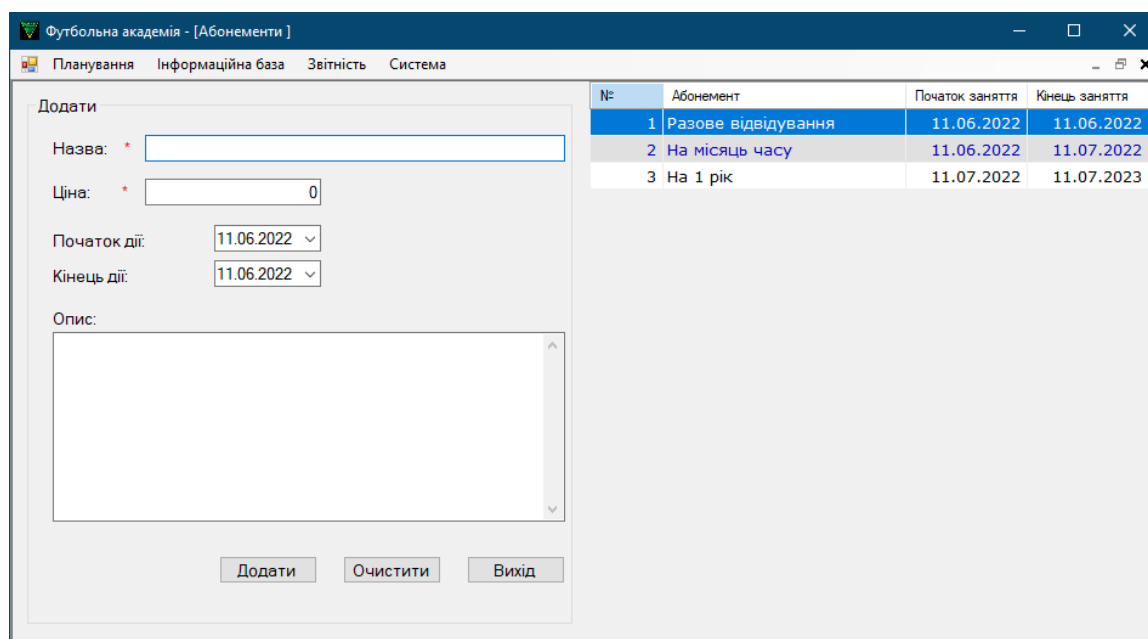 Футбольна академія - [Абонементи ]
Планування Інформаційна база Звітність Система
Додати
Назва: *
Ціна: * 0
Початок дії: 11.06.2022
Кінець дії: 11.06.2022
Опис:
Додати Очистити Вихід
№ Абонемент Початок заняття Кінець заняття
1 Разове відвідування 11.06.2022 11.06.2022
2 На місяць часу 11.06.2022 11.07.2022
3 На 1 рік 11.07.2022 11.07.2023